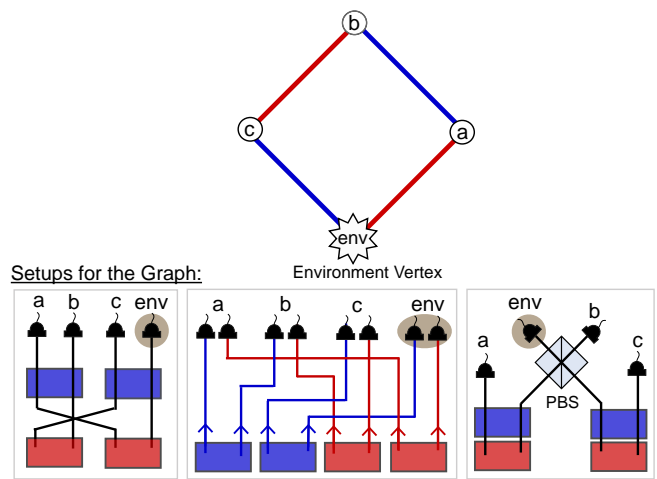 b
c
a
env
Environment Vertex
Setups for the Graph:
a b c env
a b c env
env
b
a
c
PBS